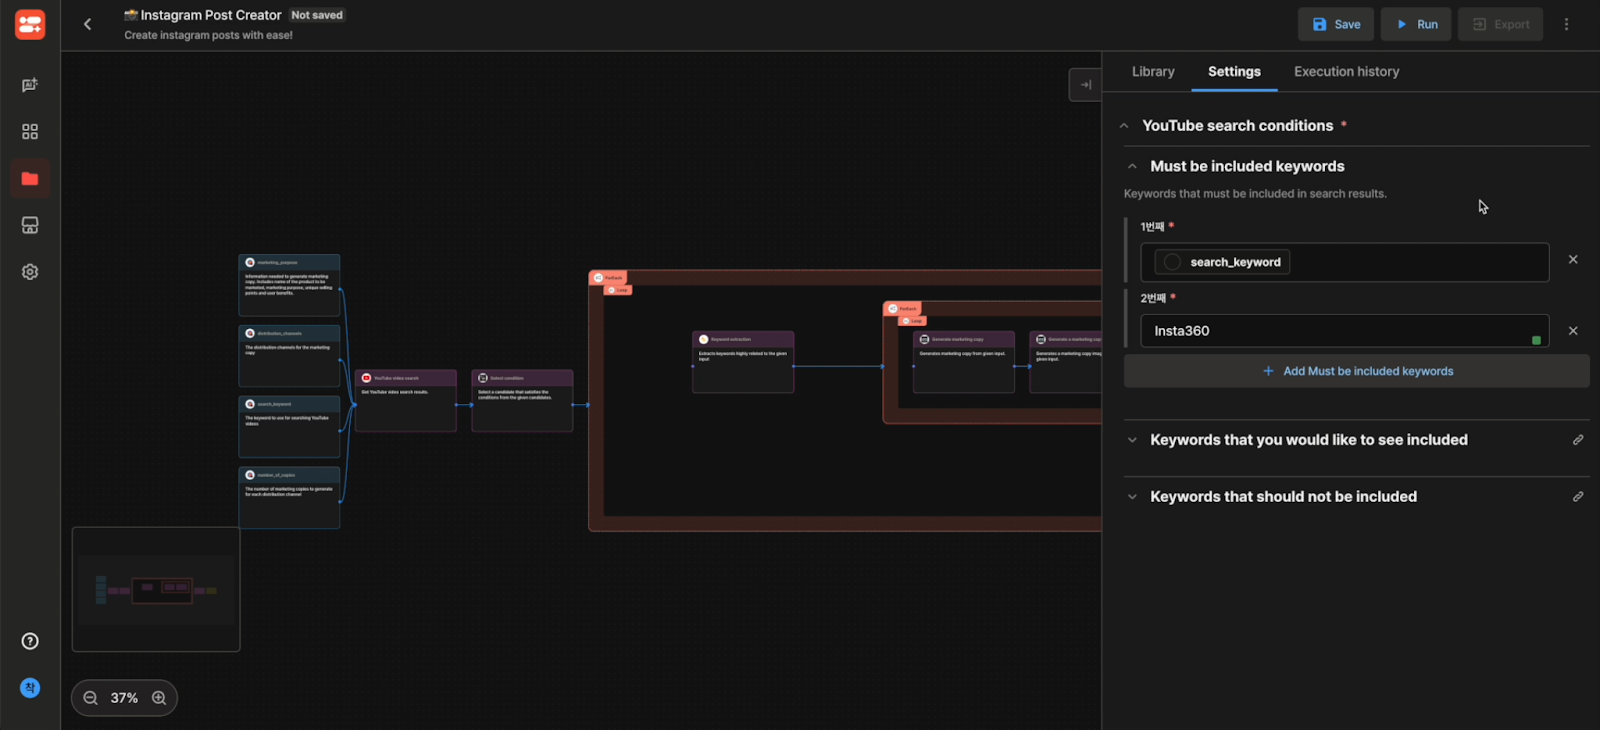 Instagram Post Creator
Not saved
Create instagram posts with ease!
Save
Run
Export
Library
Settings
Execution history
YouTube search conditions *
Must be included keywords
Keywords that must be included in search results.
1번째 *
search_keyword
2번째 *
Insta360
+ Add Must be included keywords
Keywords that you would like to see included
Keywords that should not be included
marketing_purpose
Information needed to generate marketing
copy. Includes name of the product to be
marketed, marketing purpose, unique selling
points and user benefits.
distribution_channels
The distribution channels for the marketing
copy
search_keyword
The keyword to use for searching YouTube
videos
number_of_copies
The number of marketing copies to generate
for each distribution channel
YouTube video search
Get YouTube video search results.
Select condition
Select a candidate that satisfies the
conditions from the given candidates.
ForEach
Loop
Keyword extraction
Extracts keywords highly related to the given
input
ForEach
Loop
Generate marketing copy
Generates marketing copy from given input.
Generate a marketing cop
Generates a marketing copy imag
given input.
AI
착
37%